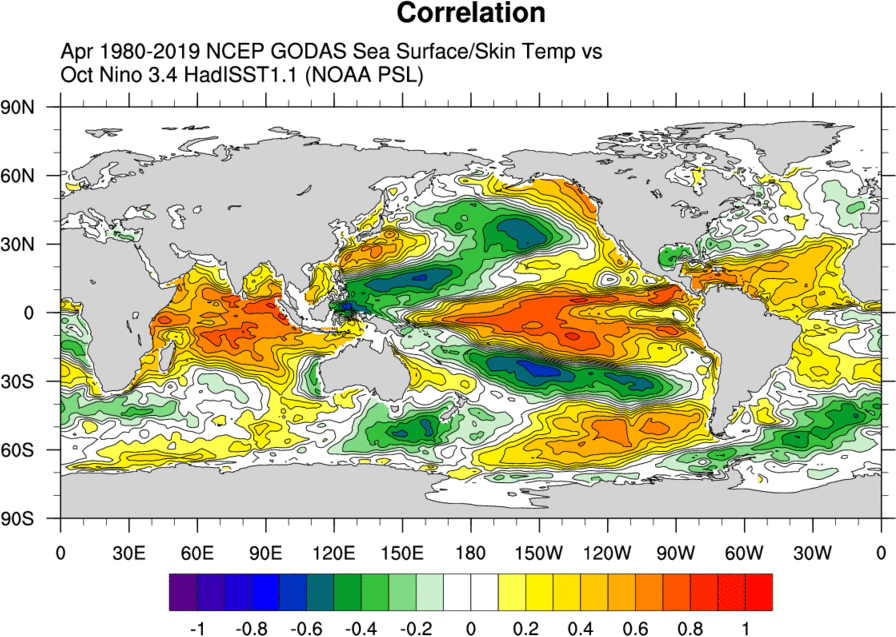 Correlation
Apr 1980-2019 NCEP GODAS Sea Surface/Skin Temp vs
Oct Nino 3.4 HadISST1.1 (NOAA PSL)
90N
60N
30N
0
30S
60S
90S
0 30E 60E 90E 120E 150E 180 150W 120W 90W 60W 30W 0
-1 -0.8 -0.6 -0.4 -0.2 0 0.2 0.4 0.6 0.8 1